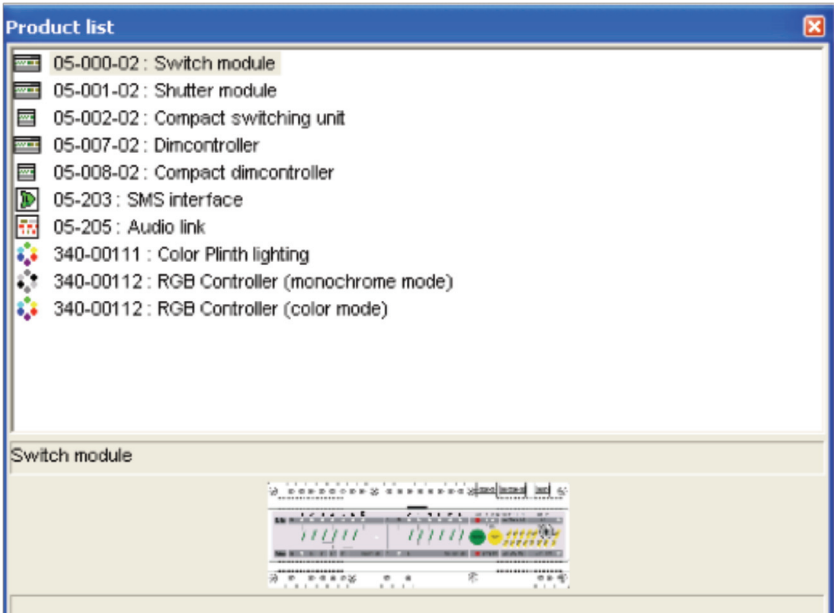 Product list
05-000-02 : Switch module
05-001-02 : Shutter module
05-002-02 : Compact switching unit
05-007-02 : Dimcontroller
05-008-02 : Compact dimcontroller
05-203 : SMS interface
05-205 : Audio link
340-00111 : Color Plinth lighting
340-00112 : RGB Controller (monochrome mode)
340-00112 : RGB Controller (color mode)
Switch module